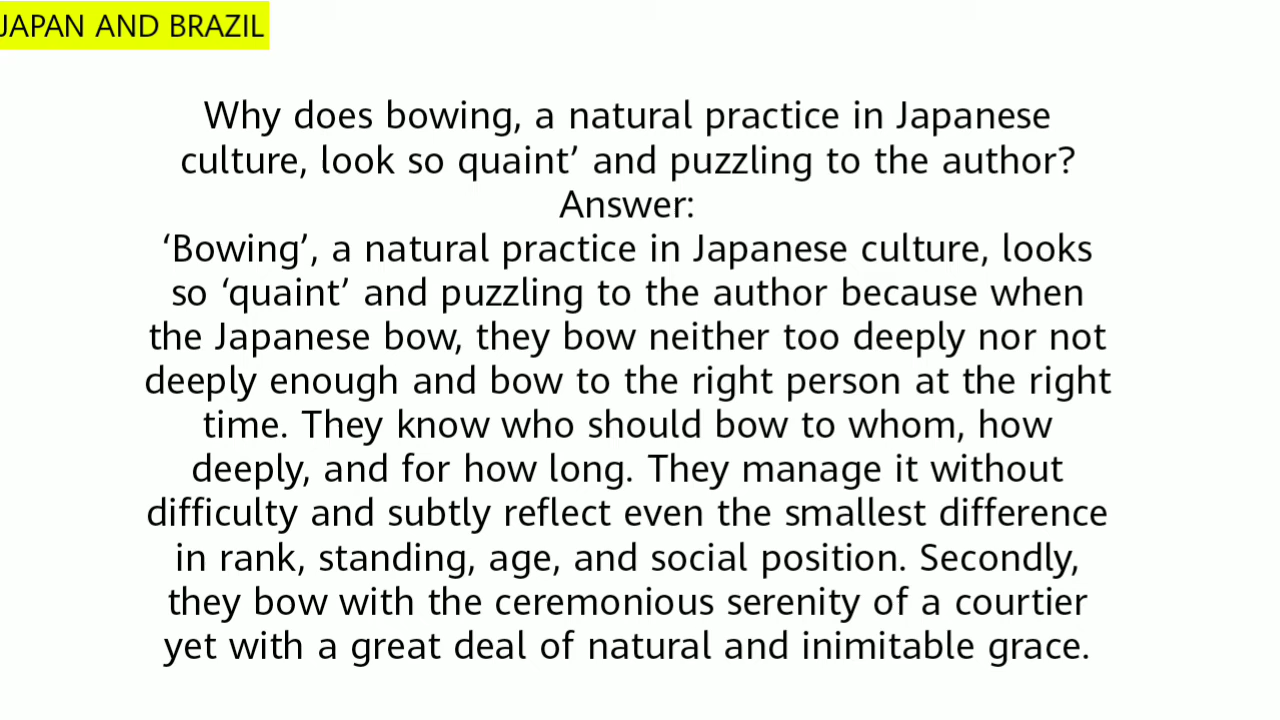 JAPAN AND BRAZIL
Why does bowing, a natural practice in Japanese
culture, look so quaint’ and puzzling to the author?
Answer:
‘Bowing’, a natural practice in Japanese culture, looks
so ‘quaint’ and puzzling to the author because when
the Japanese bow, they bow neither too deeply nor not
deeply enough and bow to the right person at the right
time. They know who should bow to whom, how
deeply, and for how long. They manage it without
difficulty and subtly reflect even the smallest difference
in rank, standing, age, and social position. Secondly,
they bow with the ceremonious serenity of a courtier
yet with a great deal of natural and inimitable grace.